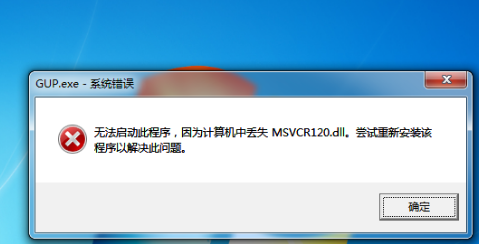 GUP.exe - 系统错误
无法启动此程序，因为计算机中丢失 MSVCR120.dll。尝试重新安装该
程序以解决此问题。
确定